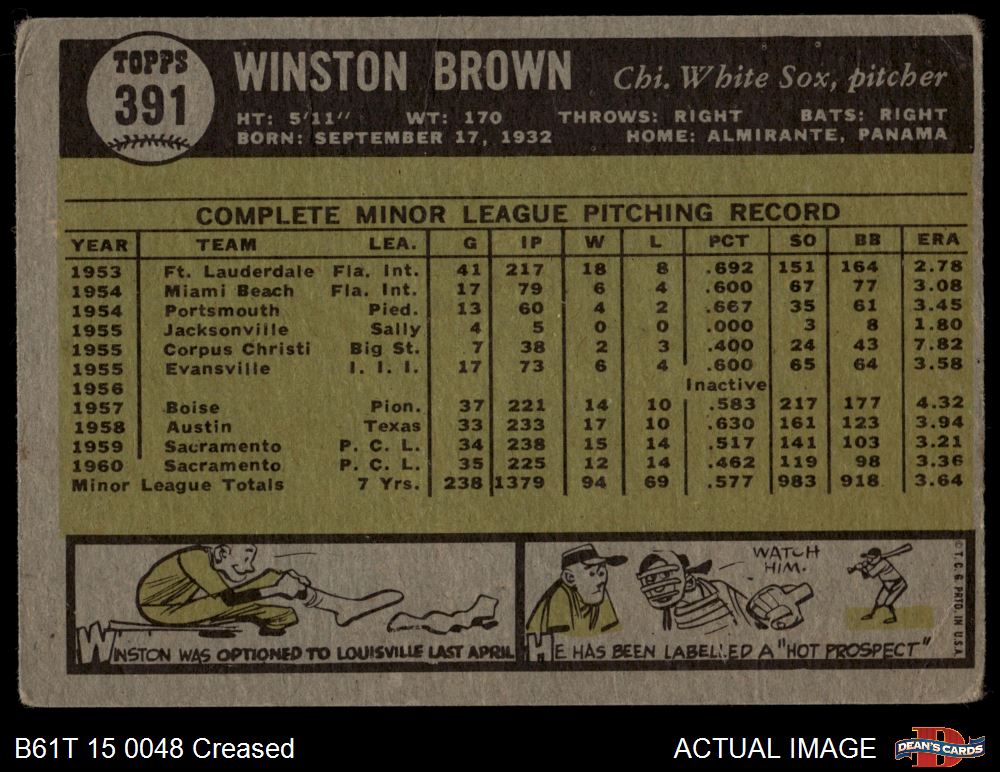 TOPPS
391
WINSTON BROWN Chi. White Sox, pitcher
HT: 5'11" WT: 170 THROWS: RIGHT BATS: RIGHT
BORN: SEPTEMBER 17, 1932 HOME: ALMIRANTE, PANAMA
COMPLETE MINOR LEAGUE PITCHING RECORD
YEAR TEAM LEA. G IP W L PCT SO BB ERA
1953 Ft. Lauderdale Fla. Int. 41 217 18 8 .692 151 164 2.78
1954 Miami Beach Fla. Int. 17 79 6 4 .600 67 77 3.08
1954 Portsmouth Pied. 13 60 4 2 .667 35 61 3.45
1955 Jacksonville Sally 4 5 0 0 .000 3 8 1.80
1955 Corpus Christi Big St. 7 38 2 3 .400 24 43 7.82
1955 Evansville I. I. I. 17 73 6 4 .600 65 64 3.58
1956 Inactive
1957 Boise Pion. 37 221 14 10 .583 217 177 4.32
1958 Austin Texas 33 233 17 10 .630 161 123 3.94
1959 Sacramento P. C. L. 34 238 15 14 .517 141 103 3.21
1960 Sacramento P. C. L. 35 225 12 14 .462 119 98 3.36
Minor League Totals 7 Yrs. 238 1379 94 69 .577 983 918 3.64
WINSTON WAS OPTIONED TO LOUISVILLE LAST APRIL
WATCH
HIM.
HE HAS BEEN LABELLED A "HOT PROSPECT"
© T. C. G. PRTD. IN U.S.A.
B61T 15 0048 Creased
ACTUAL IMAGE
DEAN'S CARDS